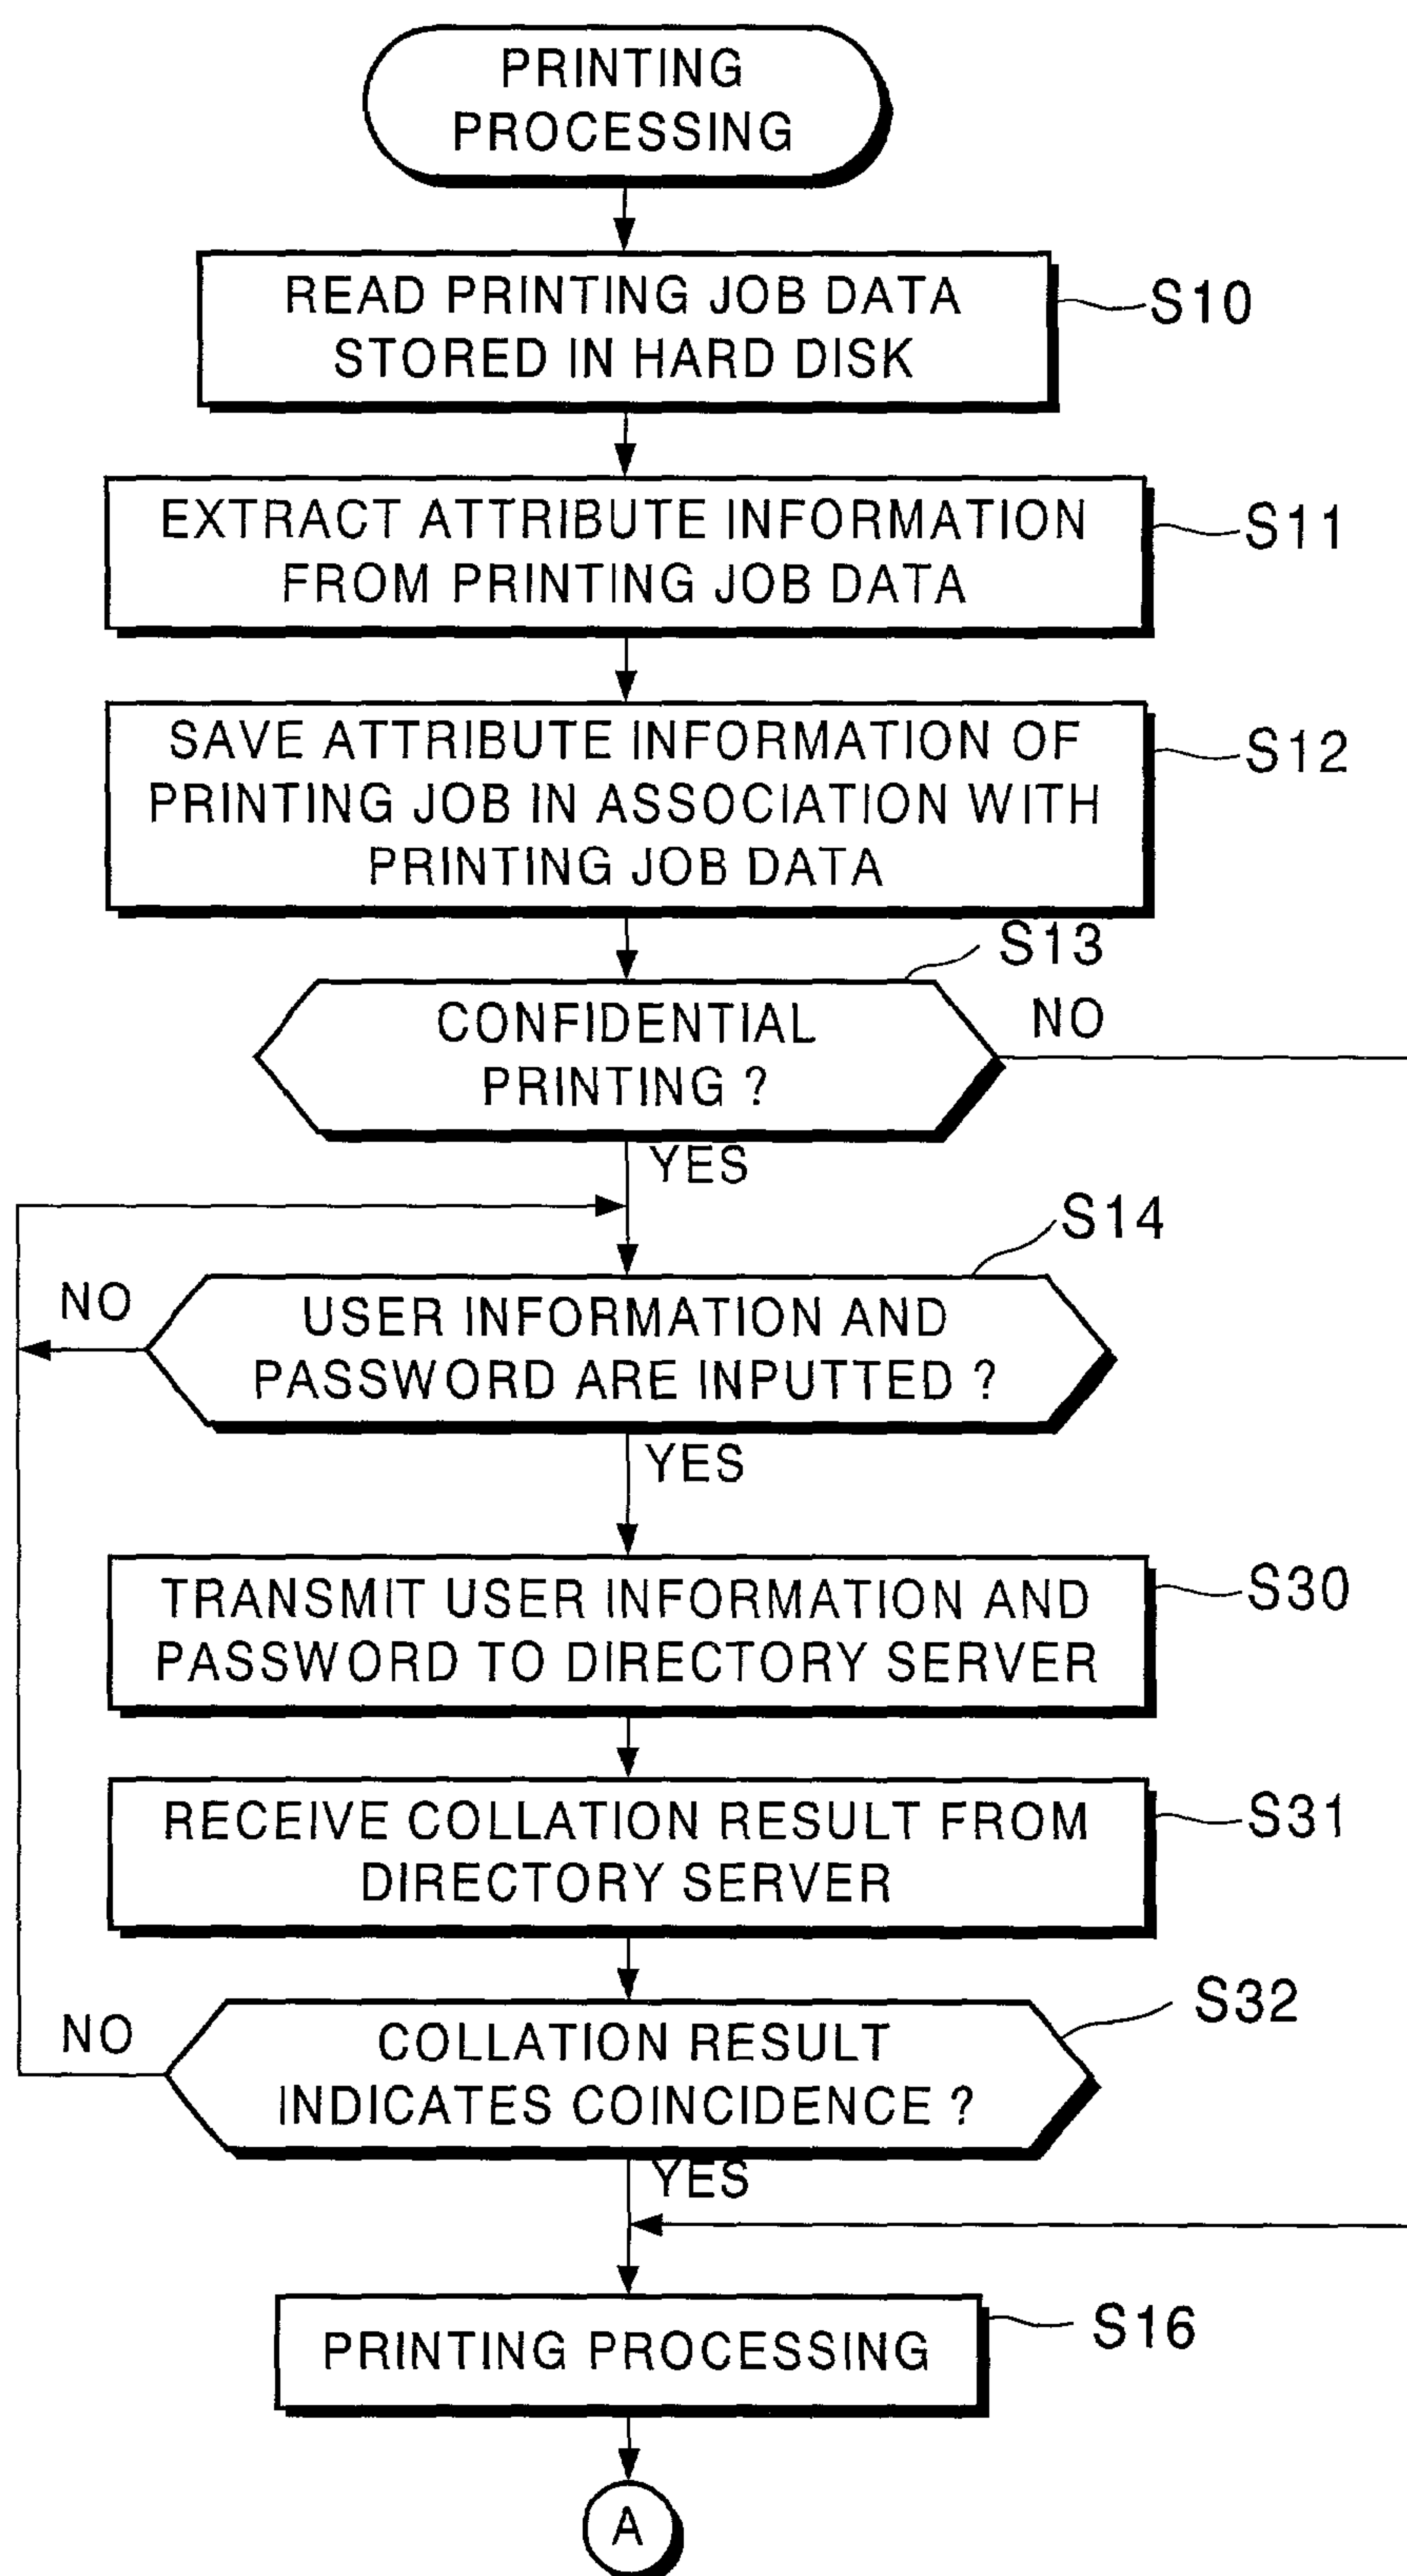 PRINTING
PROCESSING
READ PRINTING JOB DATA
STORED IN HARD DISK
S10
EXTRACT ATTRIBUTE INFORMATION
FROM PRINTING JOB DATA
S11
SAVE ATTRIBUTE INFORMATION OF
PRINTING JOB IN ASSOCIATION WITH
PRINTING JOB DATA
S12
S13
CONFIDENTIAL
PRINTING ?
NO
YES
S14
NO
USER INFORMATION AND
PASSWORD ARE INPUTTED ?
YES
TRANSMIT USER INFORMATION AND
PASSWORD TO DIRECTORY SERVER
S30
RECEIVE COLLATION RESULT FROM
DIRECTORY SERVER
S31
S32
NO
COLLATION RESULT
INDICATES COINCIDENCE ?
YES
PRINTING PROCESSING
S16
A